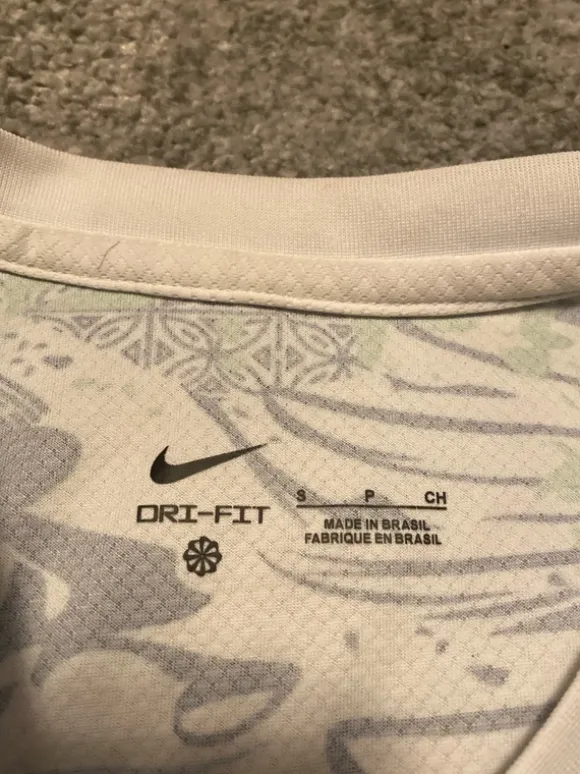 DRI-FIT
S P CH
MADE IN BRASIL
FABRIQUE EN BRASIL